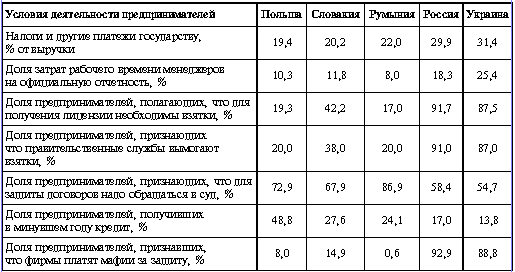 Условия деятельности предпринимателей Польша Словакия Румыния Россия Украина
Налоги и другие платежи государству,
% от выручки 19,4 20,2 22,0 29,9 31,4
Доля затрат рабочего времени менеджеров
на официальную отчетность, % 10,3 11,8 8,0 18,3 25,4
Доля предпринимателей, полагающих, что для
получения лицензии необходимы взятки, % 19,3 42,2 17,0 91,7 87,5
Доля предпринимателей, признающих
что правительственные службы вымогают
взятки, % 20,0 38,0 20,0 91,0 87,0
Доля предпринимателей, признающих, что для
защиты договоров надо обращаться в суд, % 72,9 67,9 86,9 58,4 54,7
Доля предпринимателей, получивших
в минувшем году кредит, % 48,8 27,6 24,1 17,0 13,8
Доля предпринимателей, признавших,
что фирмы платят мафии за защиту, % 8,0 14,9 0,6 92,9 88,8